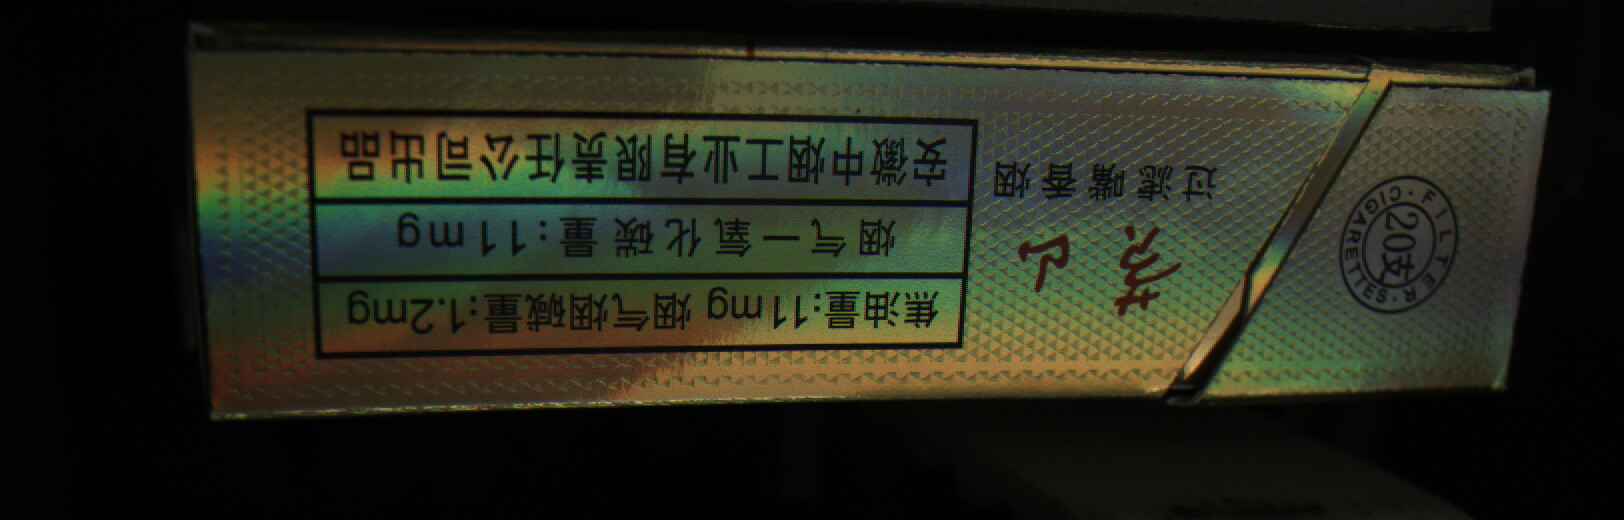 ·FILTER·CIGARETTES
20支
黄山
过滤嘴香烟
焦油量:11mg 烟气烟碱量:1.2mg
烟气一氧化碳量:11mg
安徽中烟工业有限责任公司出品